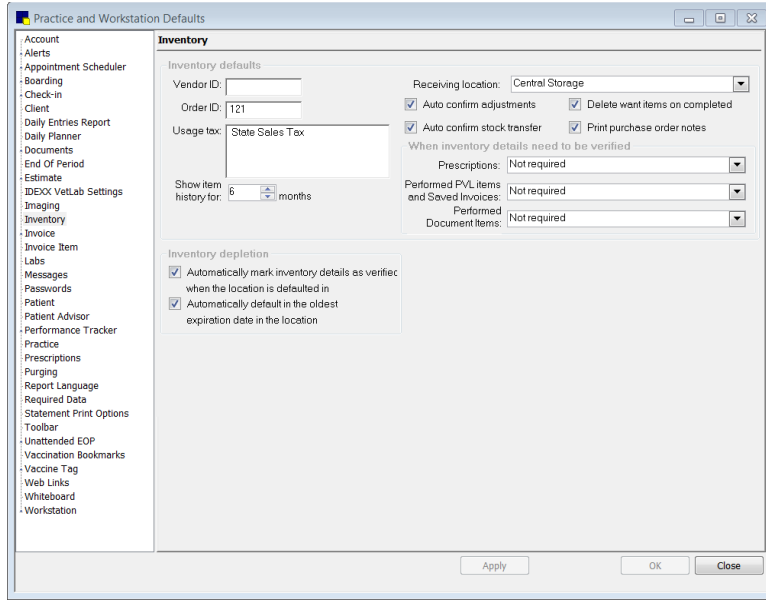 Practice and Workstation Defaults
Account
Alerts
Appointment Scheduler
Boarding
Check-in
Client
Daily Entries Report
Daily Planner
Documents
End Of Period
Estimate
IDEXX VetLab Settings
Imaging
Inventory
Invoice
Invoice Item
Labs
Messages
Passwords
Patient
Patient Advisor
Performance Tracker
Practice
Prescriptions
Purging
Report Language
Required Data
Statement Print Options
Toolbar
Unattended EOP
Vaccination Bookmarks
Vaccine Tag
Web Links
Whiteboard
Workstation
Inventory
Inventory defaults
Vendor ID:
Order ID: 121
Usage tax: State Sales Tax
Show item
history for: 6 months
Receiving location: Central Storage
Auto confirm adjustments
Delete want items on completed
Auto confirm stock transfer
Print purchase order notes
When inventory details need to be verified
Prescriptions: Not required
Performed PVL items
and Saved Invoices: Not required
Performed
Document Items: Not required
Inventory depletion
Automatically mark inventory details as verified
when the location is defaulted in
Automatically default in the oldest
expiration date in the location
Apply
OK
Close